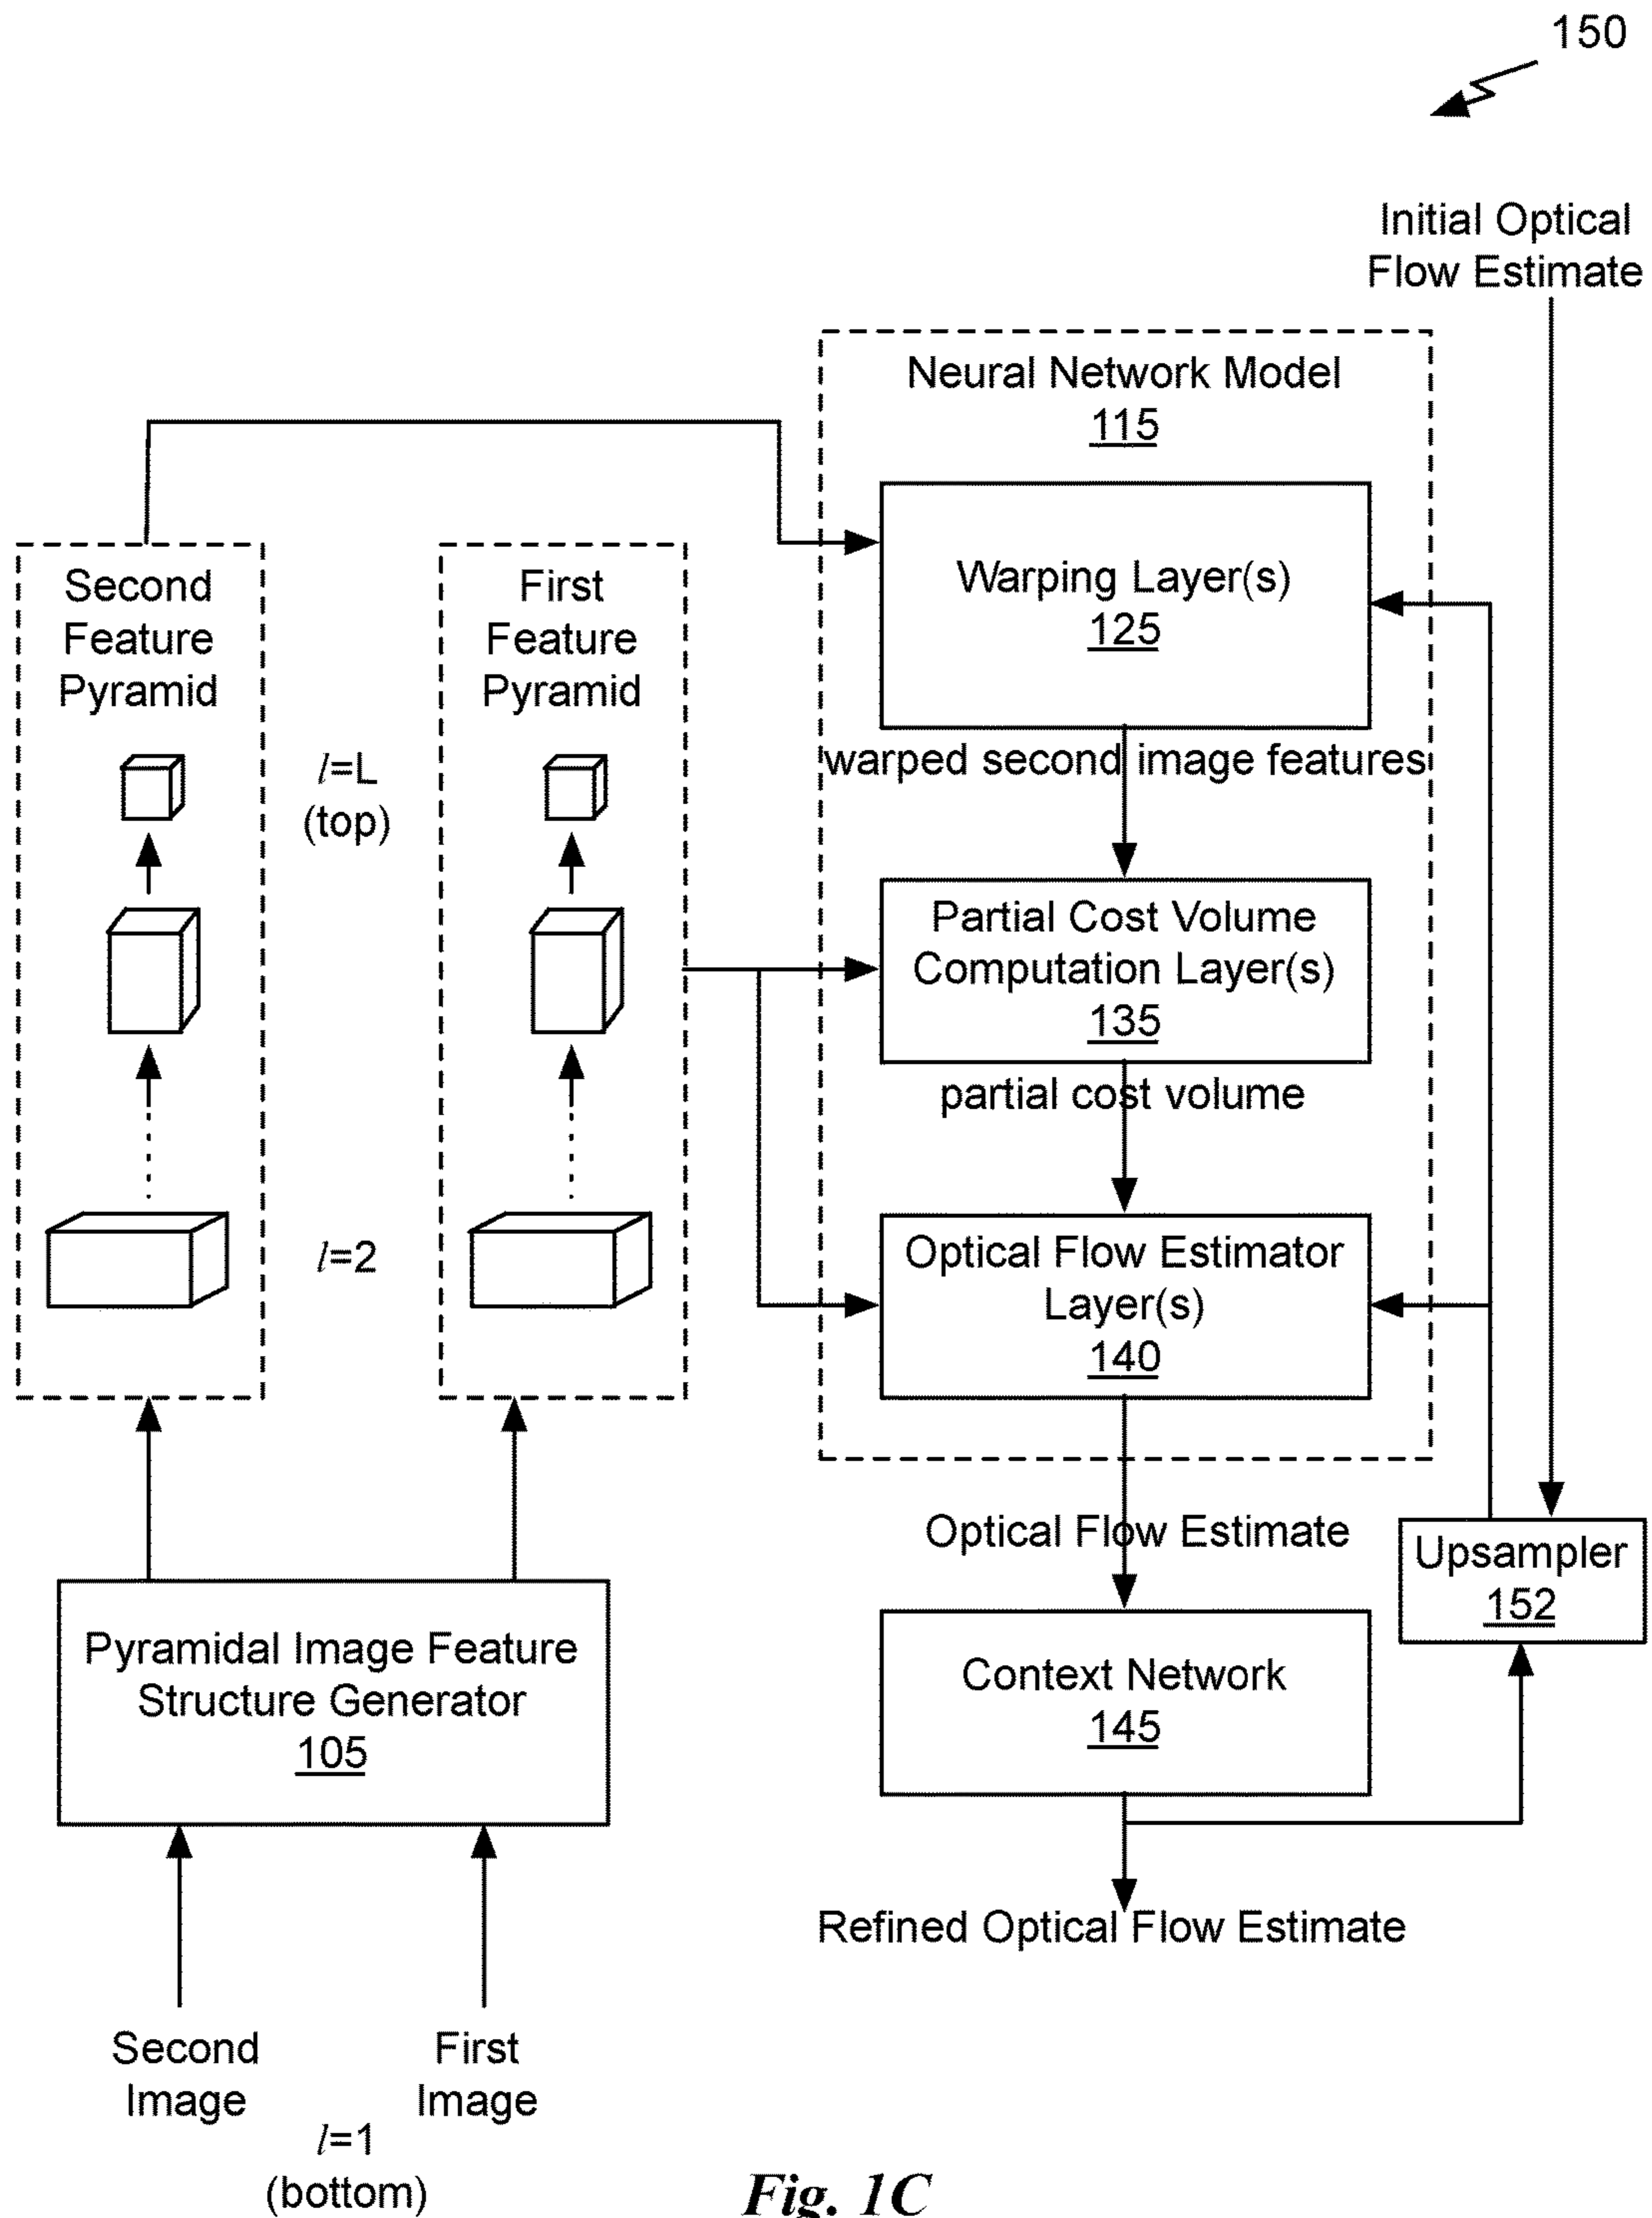 150
Initial Optical
Flow Estimate
Neural Network Model
115
Warping Layer(s)
125
Second
Feature
Pyramid
First
Feature
Pyramid
l=L
(top)
warped second image features
Partial Cost Volume
Computation Layer(s)
135
partial cost volume
l=2
Optical Flow Estimator
Layer(s)
140
Optical Flow Estimate
Upsampler
152
Pyramidal Image Feature
Structure Generator
105
Context Network
145
Refined Optical Flow Estimate
Second
Image
First
Image
l=1
(bottom)
Fig. 1C